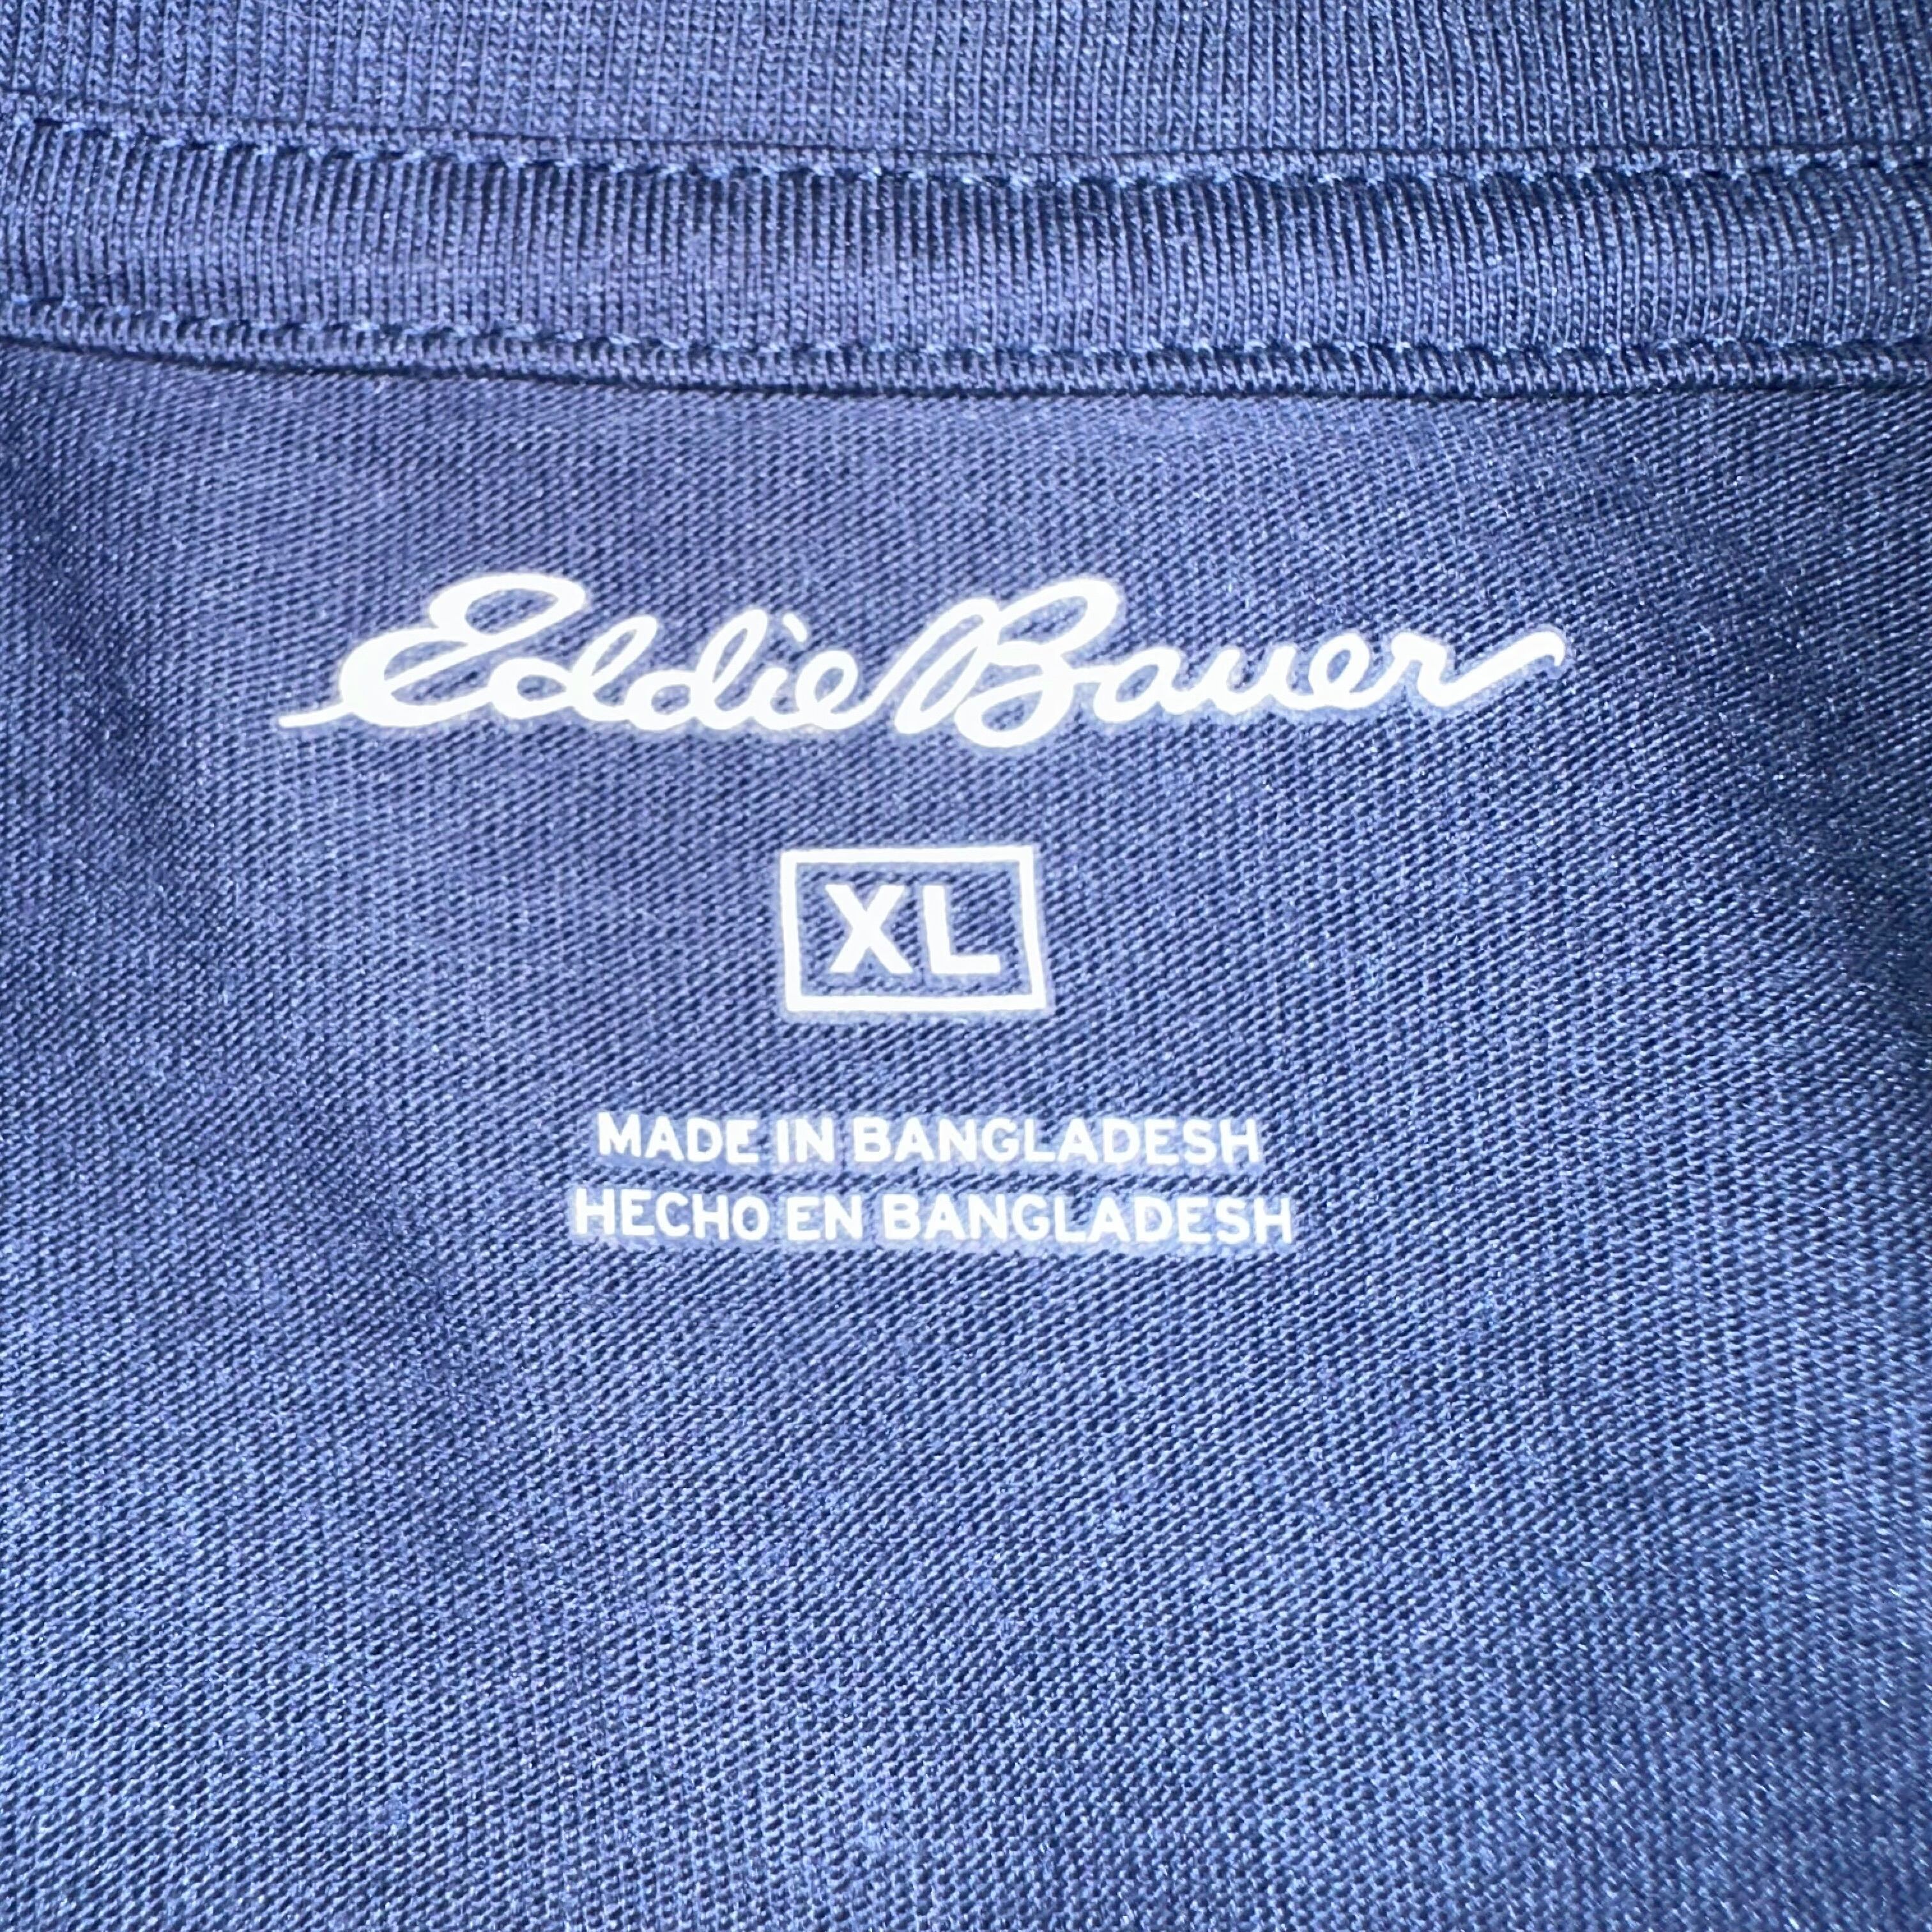 Eddie Bauer
XL
MADE IN BANGLADESH
HECHO EN BANGLADESH